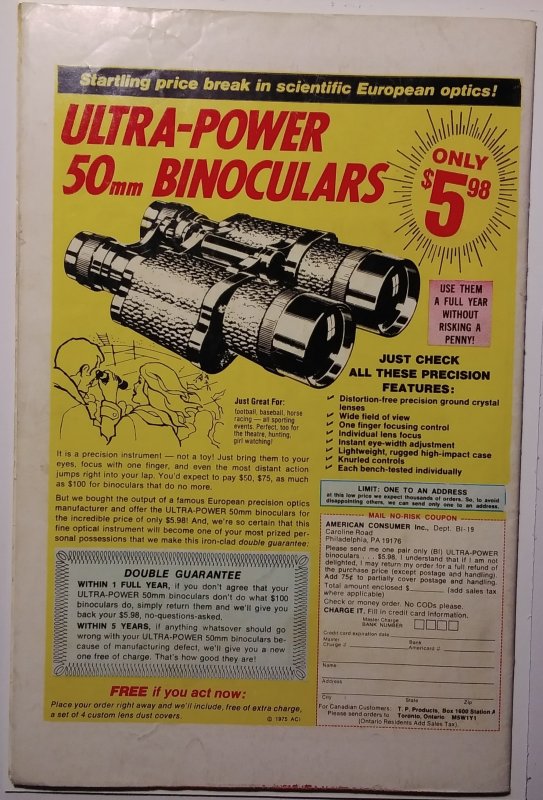 Startling price break in scientific European optics!
ULTRA-POWER
50mm BINOCULARS
ONLY
$5.98
USE THEM
A FULL YEAR
WITHOUT
RISKING A
PENNY!
JUST CHECK
ALL THESE PRECISION
FEATURES:
Distortion-free precision ground crystal
lenses
Wide field of view
One finger focusing control
Individual lens focus
Instant eye-width adjustment
Lightweight, rugged high-impact case
Knurled controls
Each bench-tested individually
Just Great For:
football, baseball, horse
racing — all sporting
events. Perfect, too for
the theatre, hunting,
girl watching!
It is a precision instrument — not a toy! Just bring them to your
eyes, focus with one finger, and even the most distant action
jumps right into your lap. You'd expect to pay $50, $75, as much
as $100 for binoculars that do no more.
But we bought the output of a famous European precision optics
manufacturer and offer the ULTRA-POWER 50mm binoculars for
the incredible price of only $5.98! And, we're so certain that this
fine optical instrument will become one of your most prized per-
sonal possessions that we make this iron-clad double guarantee:
DOUBLE GUARANTEE
WITHIN 1 FULL YEAR, if you don't agree that your
ULTRA-POWER 50mm binoculars don't do what $100
binoculars do, simply return them and we'll give you
back your $5.98, no-questions-asked.
WITHIN 5 YEARS, if anything whatsoever should go
wrong with your ULTRA-POWER 50mm binoculars be-
cause of manufacturing defect, we'll give you a new
one free of charge. That's how good they are!
FREE if you act now:
Place your order right away and we'll include, free of extra charge,
a set of 4 custom lens dust covers.
© 1975 ACI
LIMIT: ONE TO AN ADDRESS
at this low price we expect thousands of orders. So, to avoid
disappointing others, we can send only one to an address.
MAIL NO-RISK COUPON
AMERICAN CONSUMER Inc., Dept. BI-19
Caroline Road
Philadelphia, PA 19176
Please send me one pair only (BI) ULTRA-POWER
binoculars . . . $5.98. I understand that if I am not
delighted, I may return my order for a full refund of
the purchase price (except postage and handling).
Add 75¢ to partially cover postage and handling.
Total amount enclosed $ (add sales tax
where applicable)
Check or money order. No CODs please.
CHARGE IT. Fill in credit card information.
Master Charge
BANK NUMBER
Credit card expiration date
Master Charge #
Bank Americard #
Name
Address
City State Zip
For Canadian Customers: T. P. Products, Box 1600 Station A
Please send orders to Toronto, Ontario M5W1Y1
(Ontario Residents Add Sales Tax)